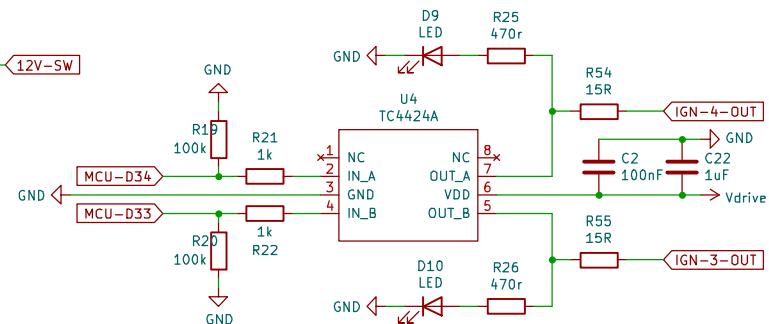 D9
LED
R25
470r
GND
12V-SW
GND
R54
15R
U4
TC4424A
IGN-4-OUT
R19
100k
R21
1k
GND
1
NC
NC
8
C2
100nF
C22
1uF
MCU-D34
2
IN_A
OUT_A
7
GND
3
GND
VDD
6
Vdrive
MCU-D33
4
IN_B
OUT_B
5
R20
100k
1k
R22
R55
15R
IGN-3-OUT
D10
LED
R26
470r
GND
GND